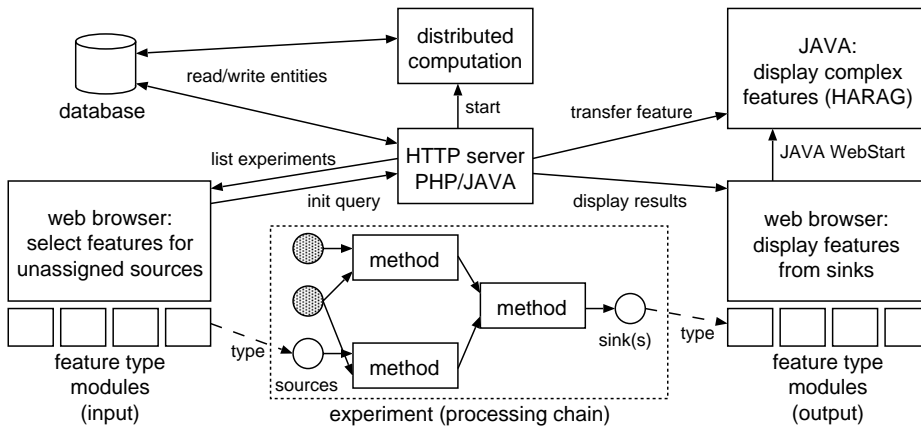 distributed
computation
JAVA:
display complex
features (HARAG)
database
read/write entities
start
transfer feature
list experiments
HTTP server
PHP/JAVA
JAVA WebStart
init query
display results
web browser:
select features for
unassigned sources
web browser:
display features
from sinks
method
method
method
type
sources
sink(s)
type
feature type
modules
(input)
experiment (processing chain)
feature type
modules
(output)